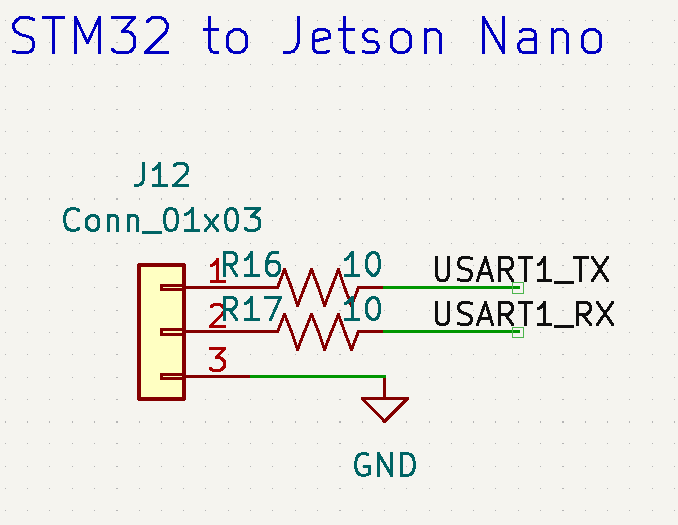 STM32 to Jetson Nano
J12
Conn_01x03
1 R16 10 USART1_TX
2 R17 10 USART1_RX
3
GND